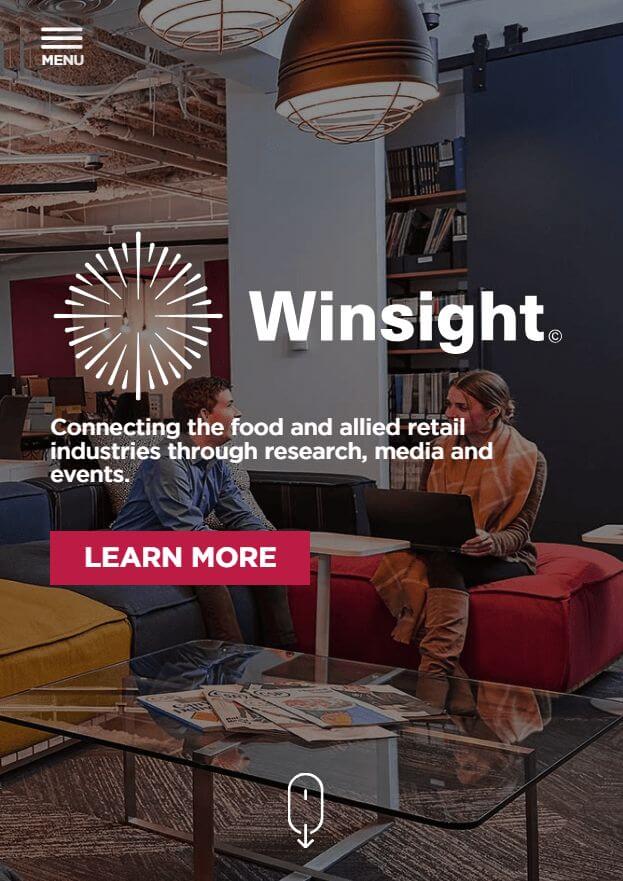 MENU
Winsight©
Connecting the food and allied retail
industries through research, media and
events.
LEARN MORE